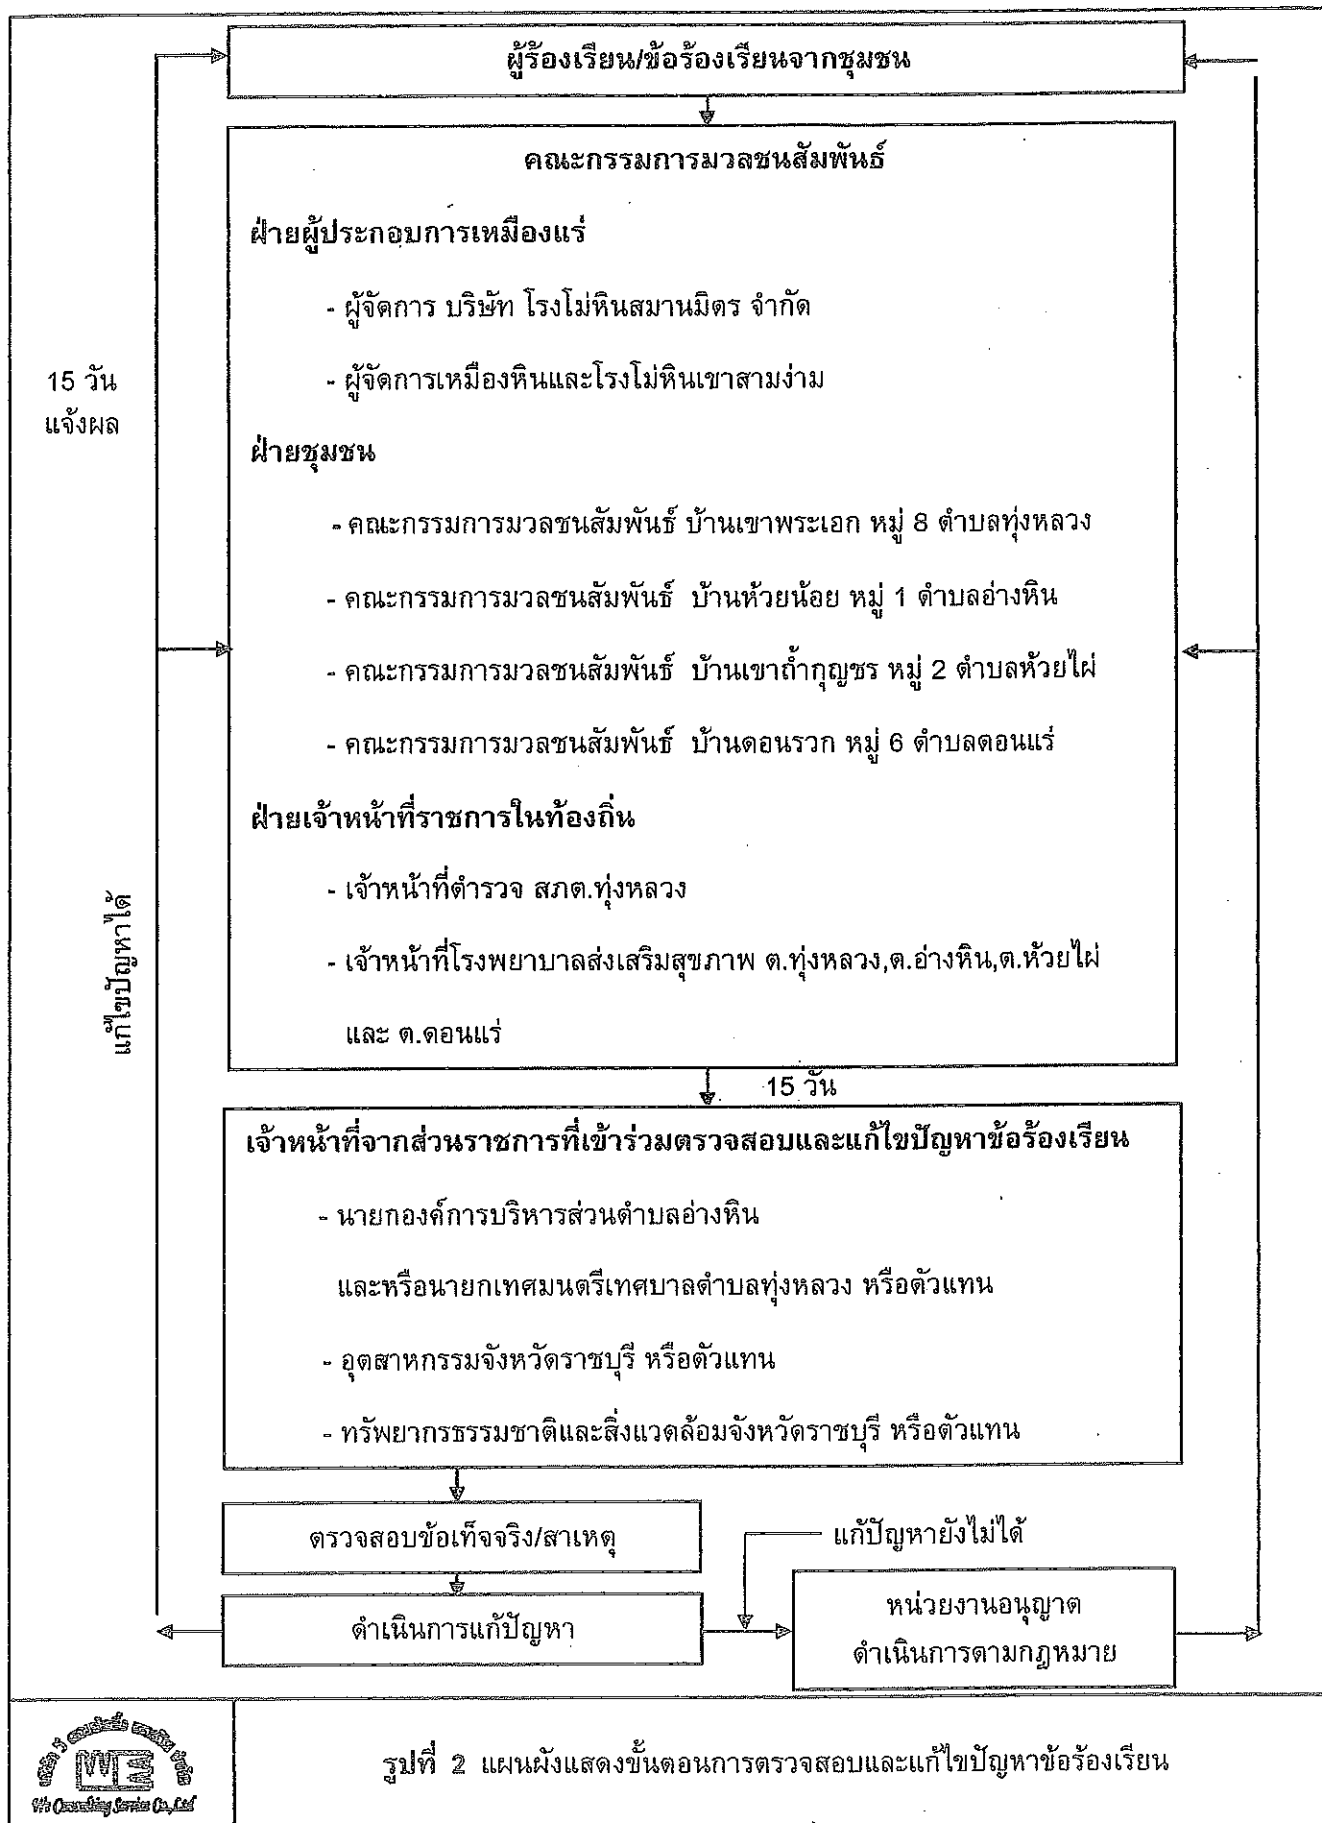 ผู้ร้องเรียน/ข้อร้องเรียนจากชุมชน
คณะกรรมการมวลชนสัมพันธ์
ฝ่ายผู้ประกอบการเหมืองแร่
- ผู้จัดการ บริษัท โรงโม่หินสมานมิตร จำกัด
- ผู้จัดการเหมืองหินและโรงโม่หินเขาสามง่าม
15 วัน
แจ้งผล
ฝ่ายชุมชน
- คณะกรรมการมวลชนสัมพันธ์ บ้านเขาพระเอก หมู่ 8 ตำบลทุ่งหลวง
- คณะกรรมการมวลชนสัมพันธ์ บ้านห้วยน้อย หมู่ 1 ตำบลอ่างหิน
- คณะกรรมการมวลชนสัมพันธ์ บ้านเขาถ้ำกุญชร หมู่ 2 ตำบลห้วยไผ่
- คณะกรรมการมวลชนสัมพันธ์ บ้านดอนรวก หมู่ 6 ตำบลดอนแร่
ฝ่ายเจ้าหน้าที่ราชการในท้องถิ่น
- เจ้าหน้าที่ตำรวจ สภต.ทุ่งหลวง
- เจ้าหน้าที่โรงพยาบาลส่งเสริมสุขภาพ ต.ทุ่งหลวง,ต.อ่างหิน,ต.ห้วยไผ่
และ ต.ดอนแร่
แก้ไขปัญหาได้
15 วัน
เจ้าหน้าที่จากส่วนราชการที่เข้าร่วมตรวจสอบและแก้ไขปัญหาข้อร้องเรียน
- นายกองค์การบริหารส่วนตำบลอ่างหิน
และหรือนายกเทศมนตรีเทศบาลตำบลทุ่งหลวง หรือตัวแทน
- อุตสาหกรรมจังหวัดราชบุรี หรือตัวแทน
- ทรัพยากรธรรมชาติและสิ่งแวดล้อมจังหวัดราชบุรี หรือตัวแทน
ตรวจสอบข้อเท็จจริง/สาเหตุ
แก้ปัญหายังไม่ได้
ดำเนินการแก้ปัญหา
หน่วยงานอนุญาต
ดำเนินการตามกฎหมาย
WE
We Consulting Service Co.,Ltd
รูปที่ 2 แผนผังแสดงขั้นตอนการตรวจสอบและแก้ไขปัญหาข้อร้องเรียน